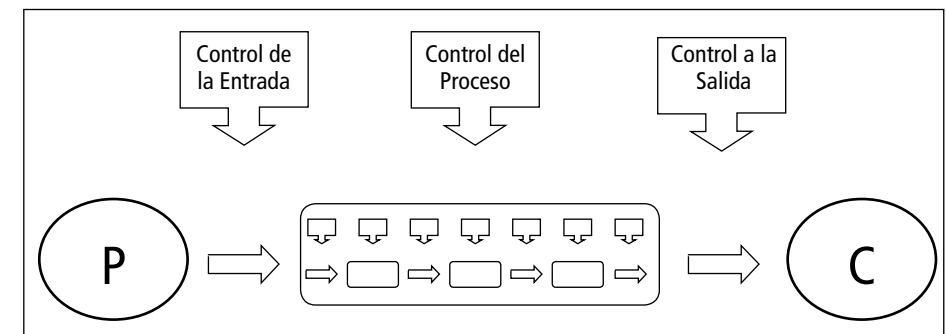 Control de
la Entrada
Control del
Proceso
Control a la
Salida
P
C